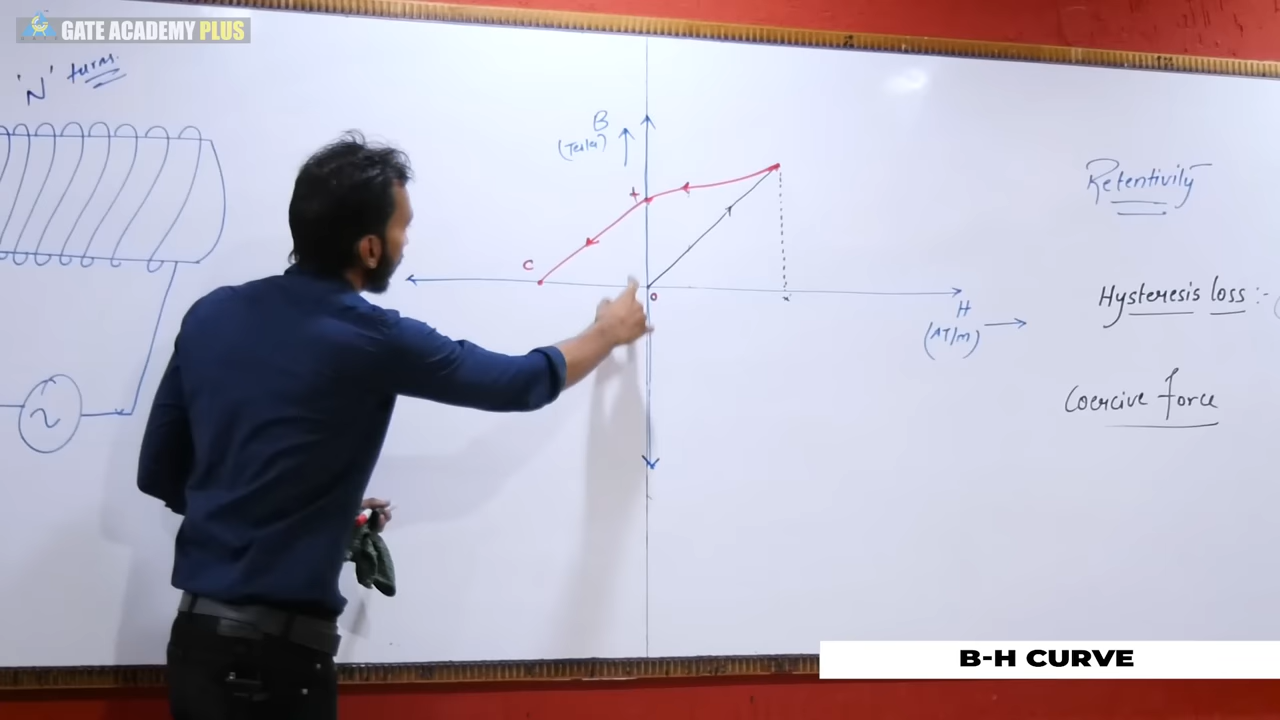 GATE ACADEMY PLUS
'N' turns.
B
(Tesla)
C
O
H
(AT/m)
Retentivity
Hysteresis loss :-
Coercive force
B-H CURVE